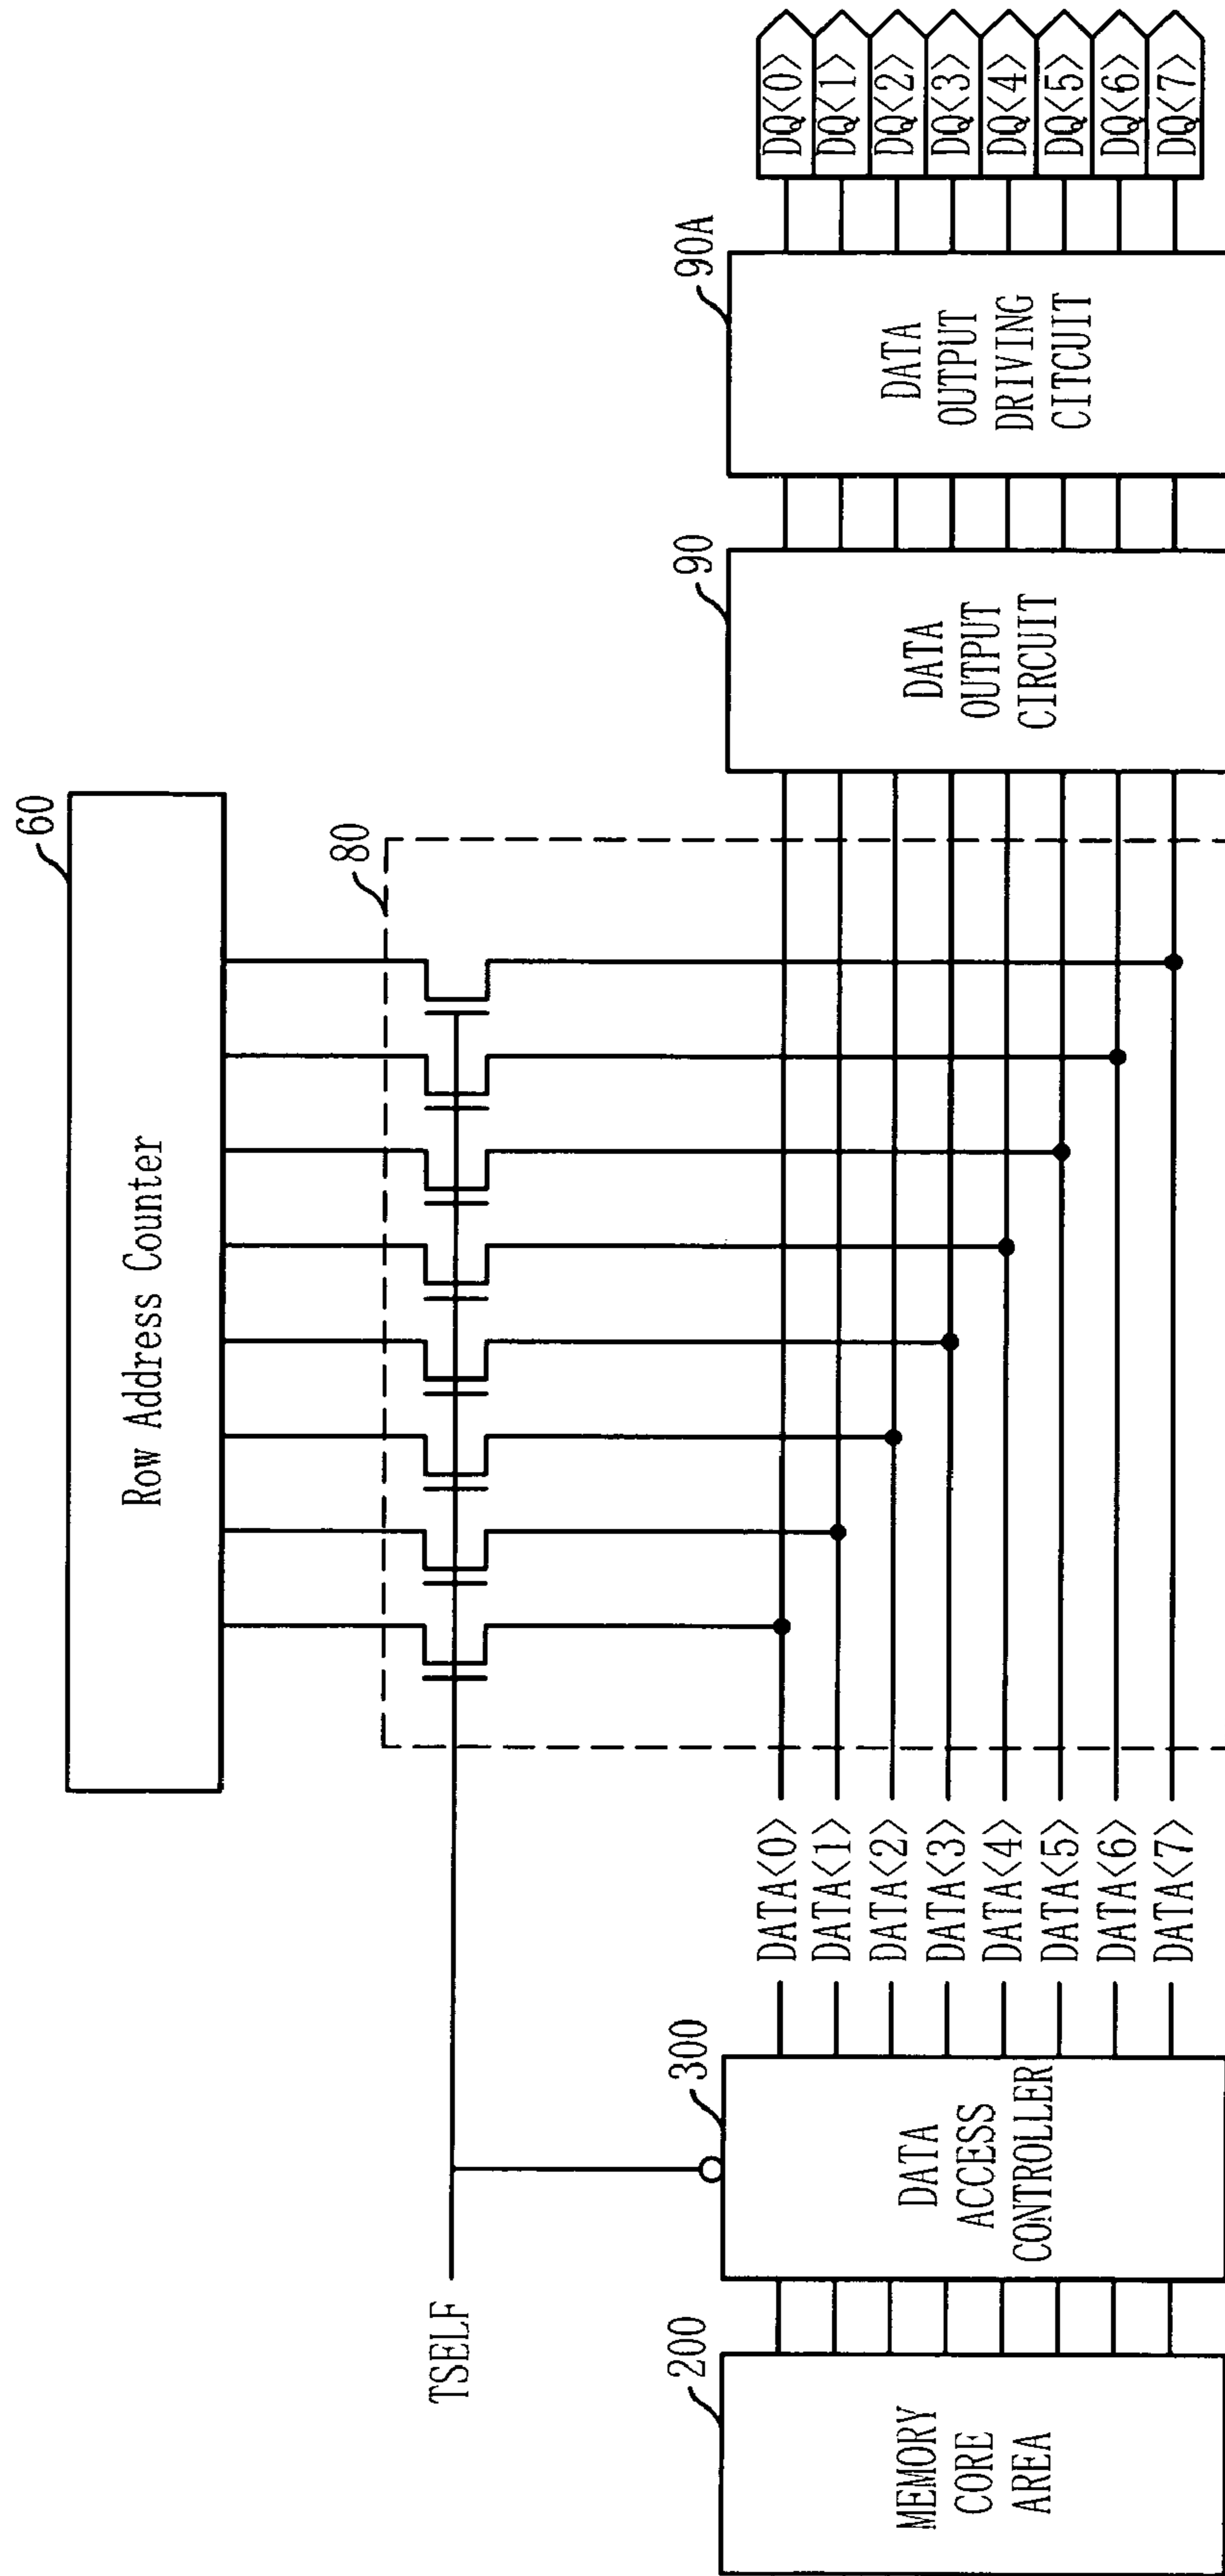 60
Row Address Counter
80
TSELF
200
MEMORY
CORE
AREA
300
DATA
ACCESS
CONTROLLER
DATA<0>
DATA<1>
DATA<2>
DATA<3>
DATA<4>
DATA<5>
DATA<6>
DATA<7>
90
DATA
OUTPUT
CIRCUIT
90A
DATA
OUTPUT
DRIVING
CITCUIT
DQ<0>
DQ<1>
DQ<2>
DQ<3>
DQ<4>
DQ<5>
DQ<6>
DQ<7>